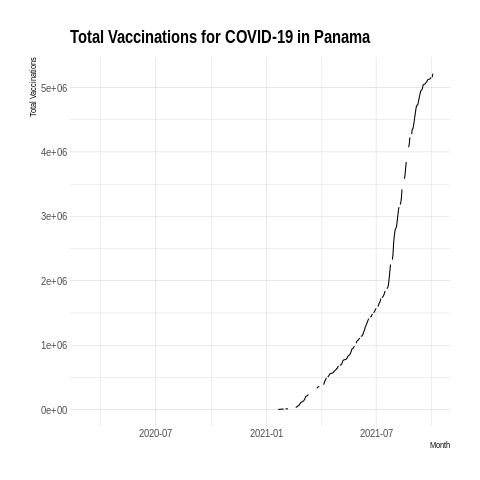 Total Vaccinations for COVID-19 in Panama
Total Vaccinations
5e+06
4e+06
3e+06
2e+06
1e+06
0e+00
2020-07
2021-01
2021-07
Month